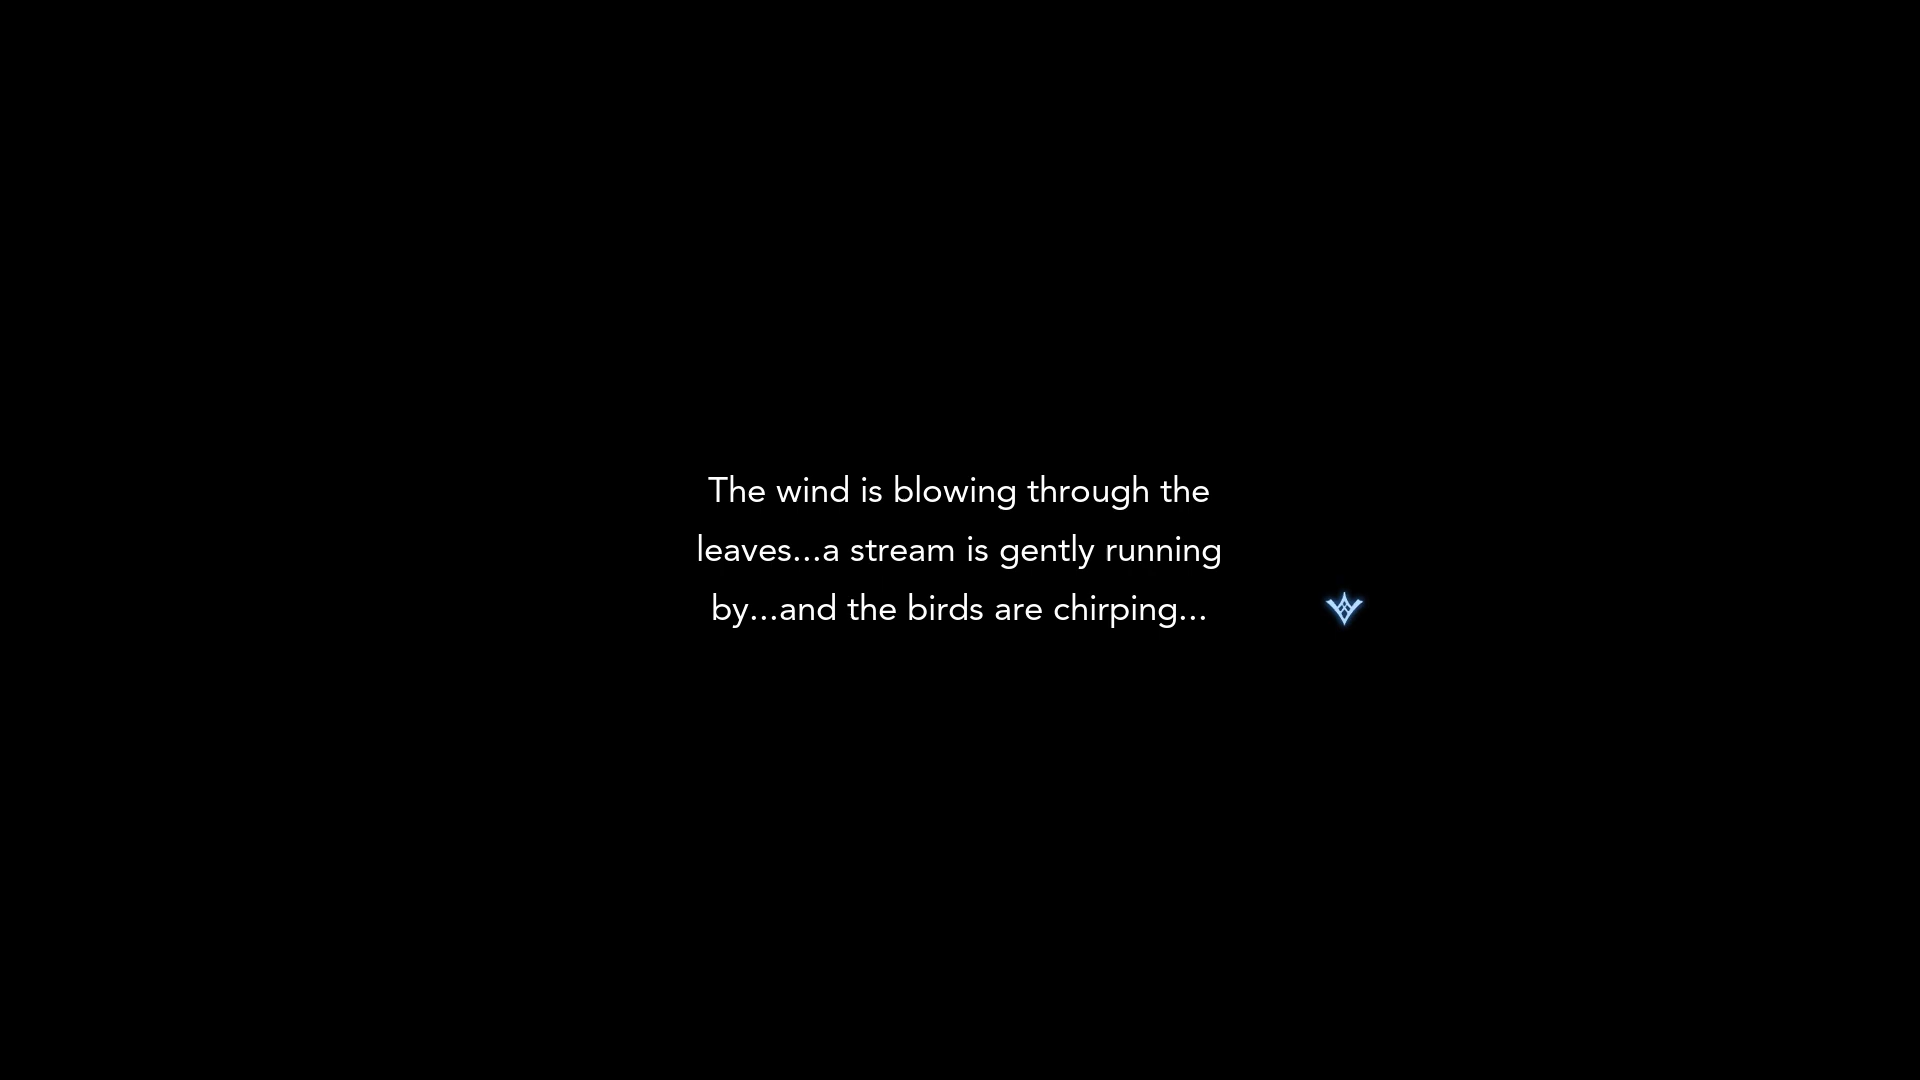 The wind is blowing through the
leaves...a stream is gently running
by...and the birds are chirping...